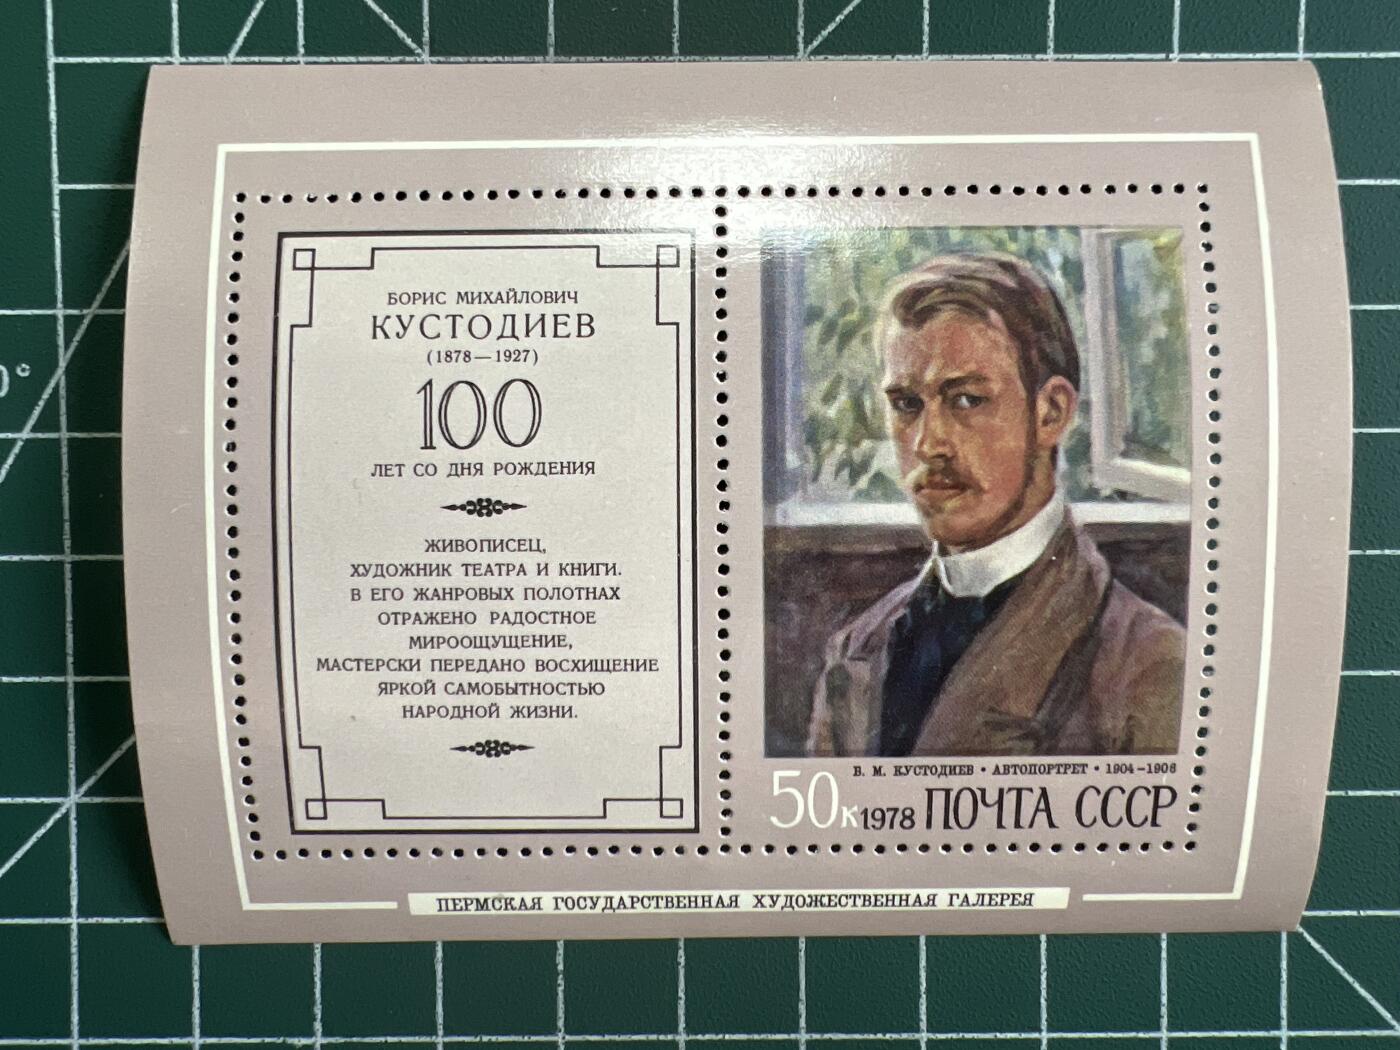 БОРИС МИХАЙЛОВИЧ
КУСТОДИЕВ
(1878—1927)
100
ЛЕТ СО ДНЯ РОЖДЕНИЯ
ЖИВОПИСЕЦ,
ХУДОЖНИК ТЕАТРА И КНИГИ.
В ЕГО ЖАНРОВЫХ ПОЛОТНАХ
ОТРАЖЕНО РАДОСТНОЕ
МИРООЩУЩЕНИЕ,
МАСТЕРСКИ ПЕРЕДАНО ВОСХИЩЕНИЕ
ЯРКОЙ САМОБЫТНОСТЬЮ
НАРОДНОЙ ЖИЗНИ.
Б. М. КУСТОДИЕВ • АВТОПОРТРЕТ • 1904–1906
50к 1978 ПОЧТА СССР
ПЕРМСКАЯ ГОСУДАРСТВЕННАЯ ХУДОЖЕСТВЕННАЯ ГАЛЕРЕЯ
0°